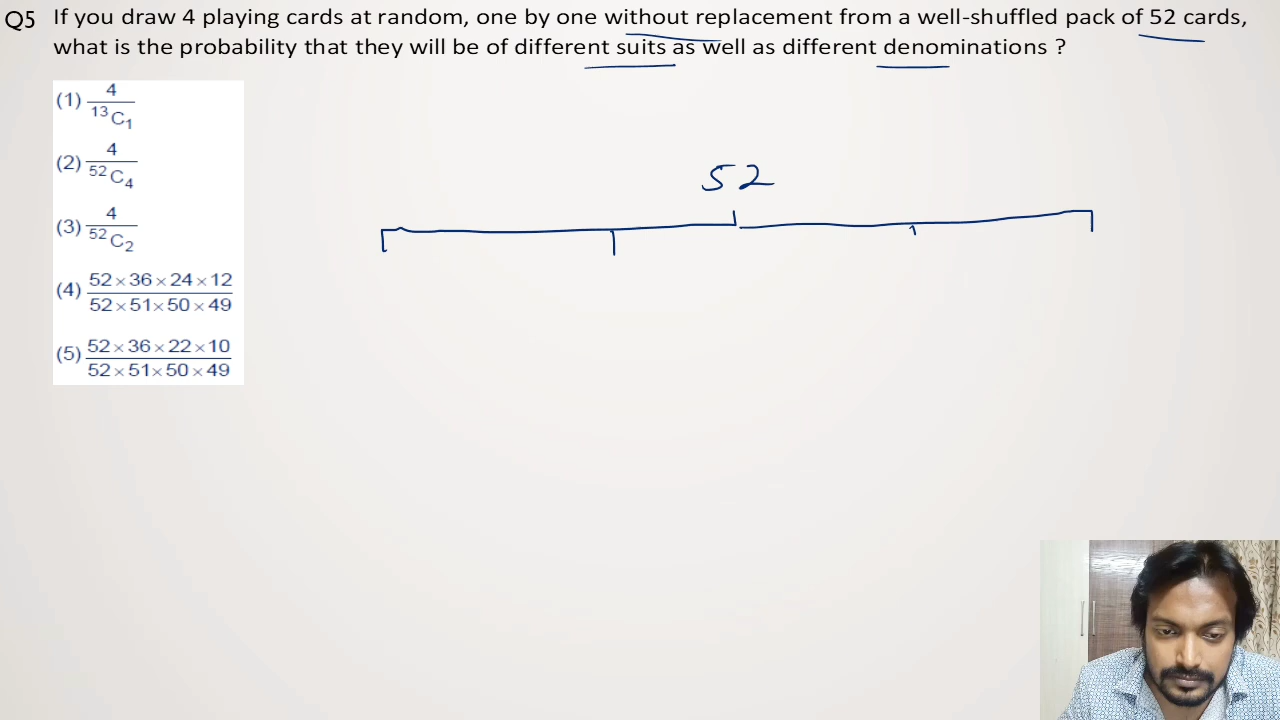 Q5 If you draw 4 playing cards at random, one by one without replacement from a well-shuffled pack of 52 cards,
what is the probability that they will be of different suits as well as different denominations ?
(1) 4 / ¹³C₁
(2) 4 / ⁵²C₄
(3) 4 / ⁵²C₂
(4) 52×36×24×12 / 52×51×50×49
(5) 52×36×22×10 / 52×51×50×49
52